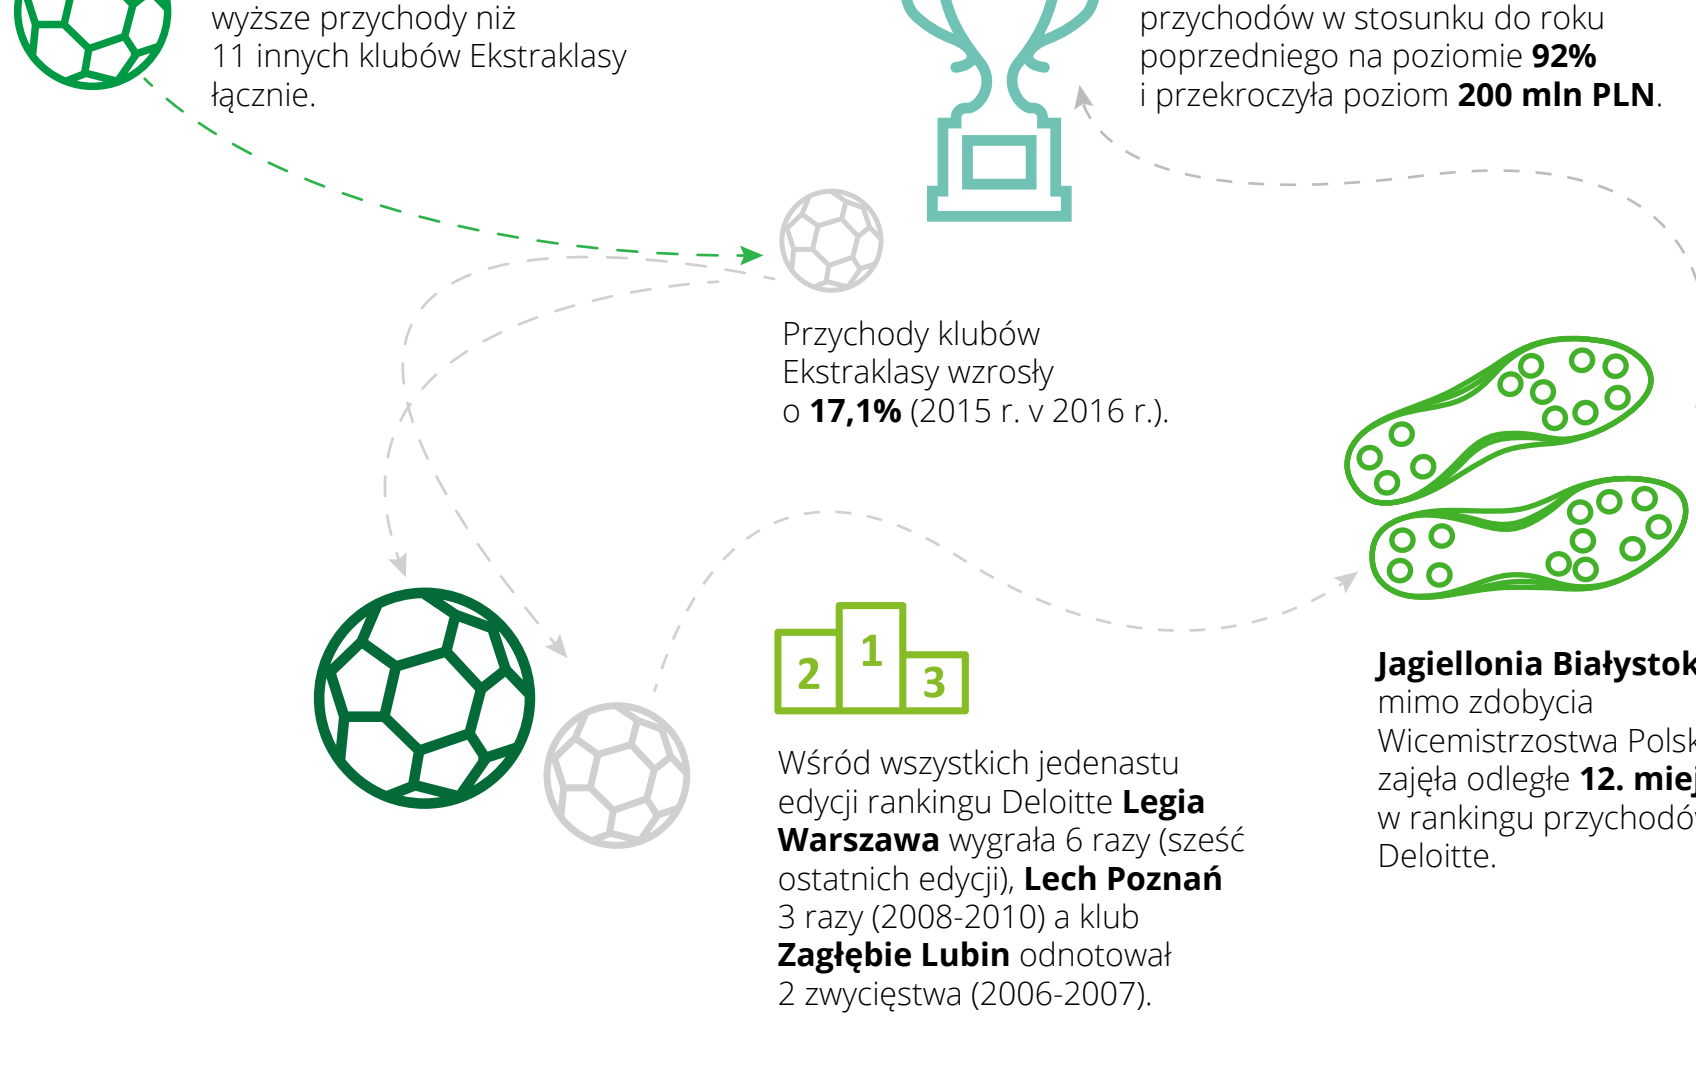 wyższe przychody niż
11 innych klubów Ekstraklasy
łącznie.
przychodów w stosunku do roku
poprzedniego na poziomie 92%
i przekroczyła poziom 200 mln PLN.
Przychody klubów
Ekstraklasy wzrosły
o 17,1% (2015 r. v 2016 r.).
2 1 3
Wśród wszystkich jedenastu
edycji rankingu Deloitte Legia
Warszawa wygrała 6 razy (sześć
ostatnich edycji), Lech Poznań
3 razy (2008-2010) a klub
Zagłębie Lubin odnotował
2 zwycięstwa (2006-2007).
Jagiellonia Białystok
mimo zdobycia
Wicemistrzostwa Polsk
zajęła odległe 12. miej
w rankingu przychodów
Deloitte.